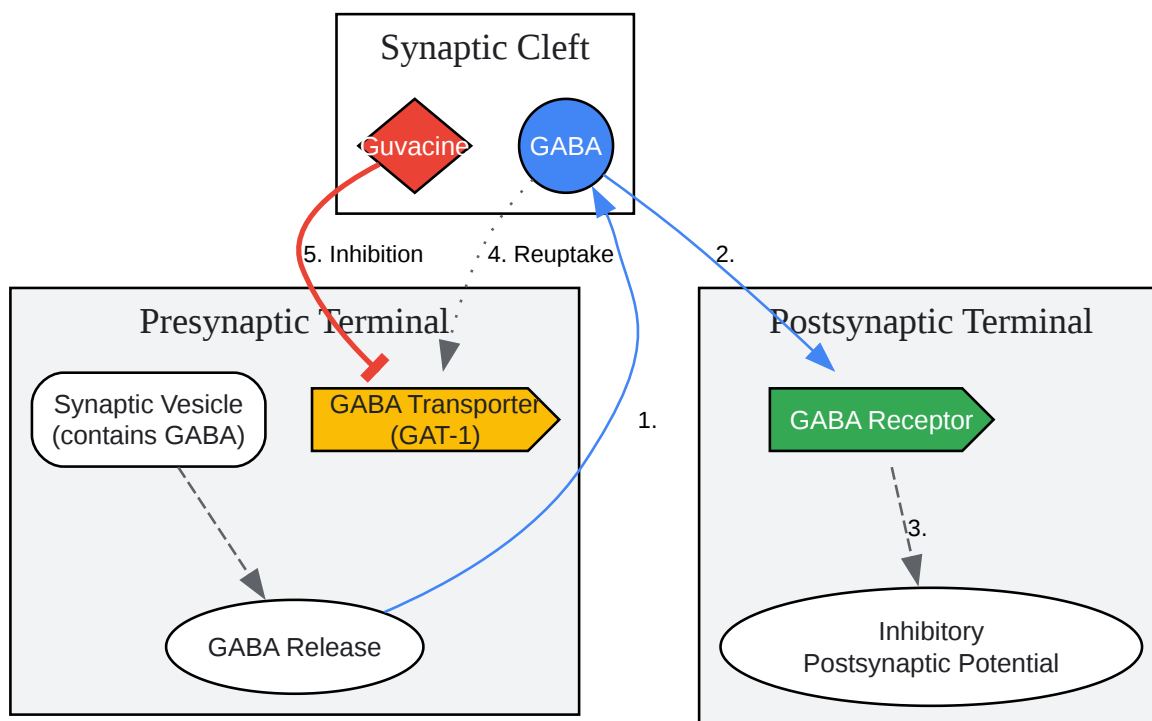 Synaptic Cleft
Guvacine
GABA
5. Inhibition
4. Reuptake
2.
Presynaptic Terminal
Postsynaptic Terminal
Synaptic Vesicle
(contains GABA)
GABA Transporter
(GAT-1)
1.
GABA Receptor
3.
GABA Release
Inhibitory
Postsynaptic Potential